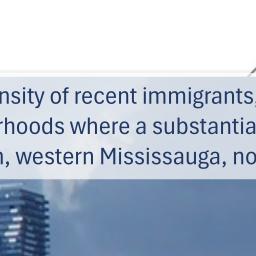 nsity of recent immigrants,
rhoods where a substantia
, western Mississauga, no